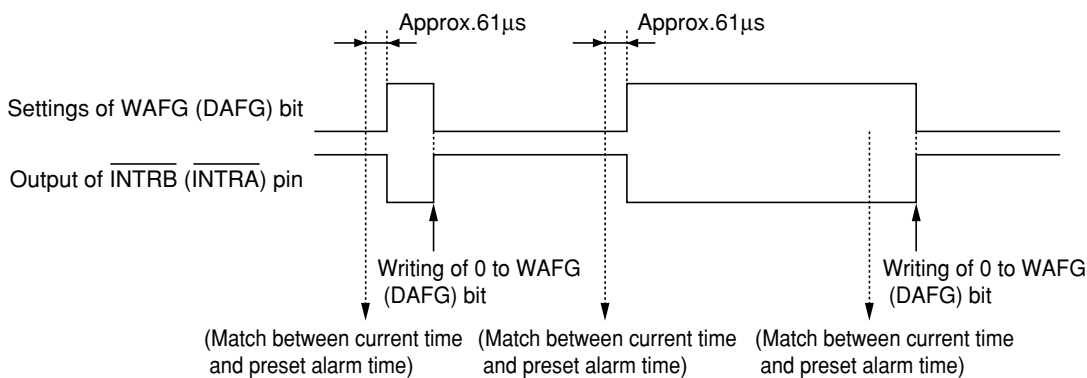 Approx.61μs
Approx.61μs
Settings of WAFG (DAFG) bit
Output of INTRB (INTRA) pin
Writing of 0 to WAFG
(DAFG) bit
Writing of 0 to WAFG
(DAFG) bit
(Match between current time
and preset alarm time)
(Match between current time
and preset alarm time)
(Match between current time
and preset alarm time)